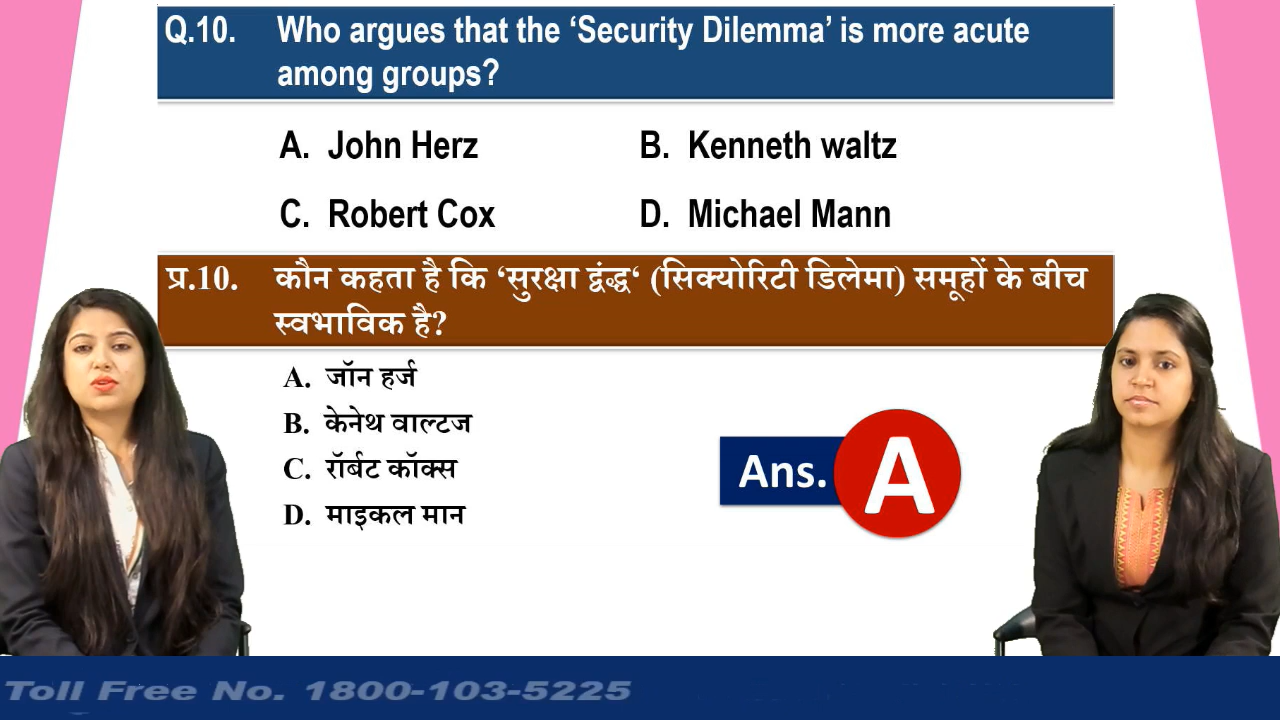 Q.10. Who argues that the ‘Security Dilemma’ is more acute
among groups?
A. John Herz B. Kenneth waltz
C. Robert Cox D. Michael Mann
प्र.10. कौन कहता है कि ‘सुरक्षा द्वंद्ध‘ (सिक्योरिटी डिलेमा) समूहों के बीच
स्वभाविक है?
A. जॉन हर्ज
B. केनेथ वाल्टज
C. रॉर्बट कॉक्स
D. माइकल मान
Ans. A
Toll Free No. 1800-103-5225